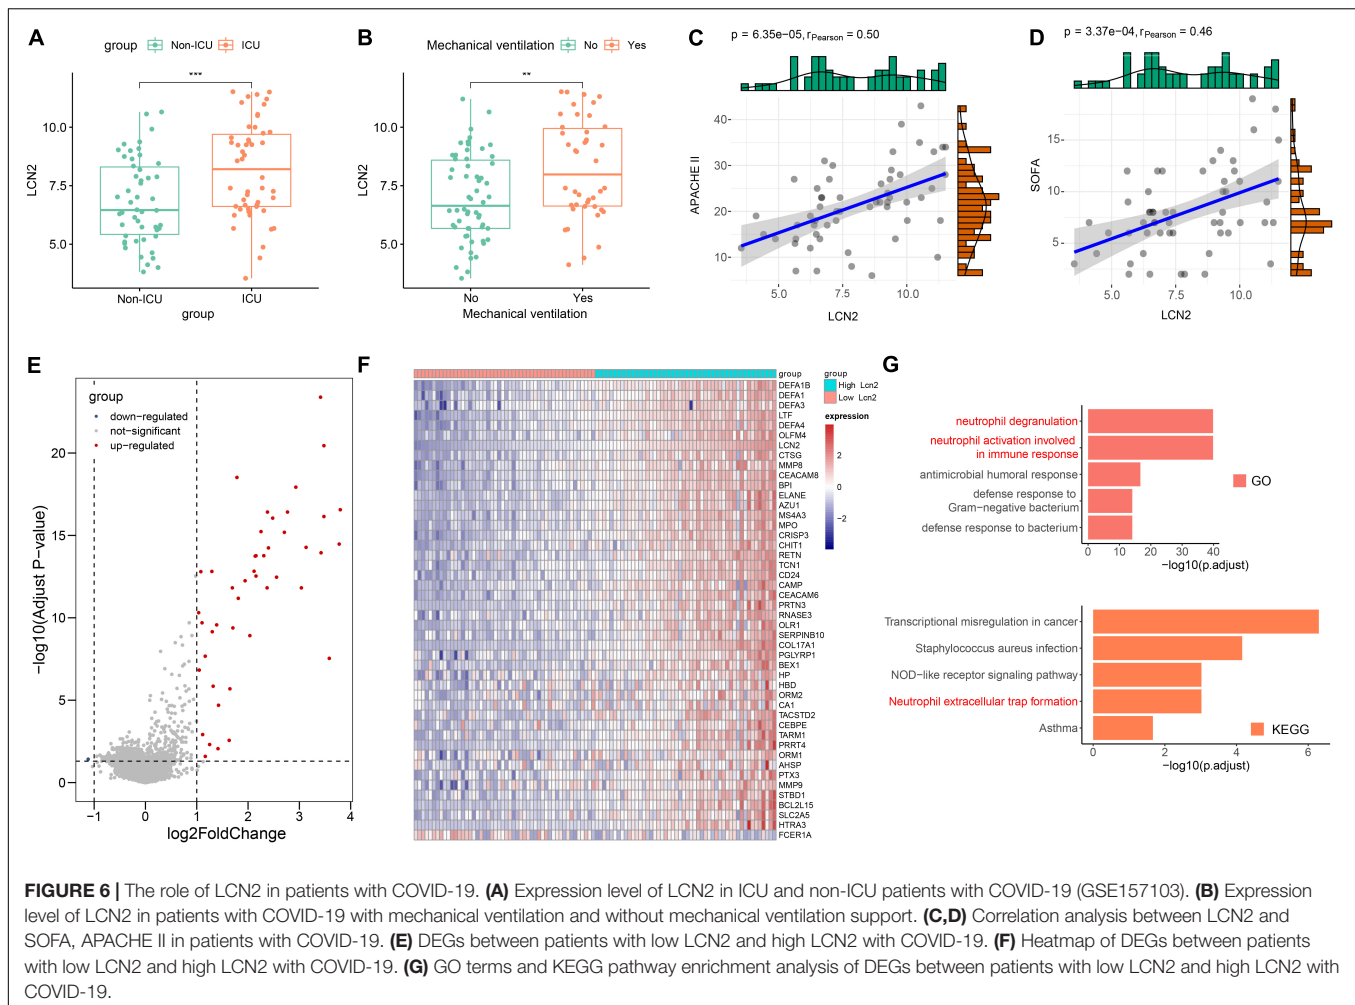 A
group Non-ICU ICU
***
LCN2
10.0
7.5
5.0
Non-ICU ICU
group
B
Mechanical ventilation No Yes
**
LCN2
10.0
7.5
5.0
No Yes
Mechanical ventilation
C
p = 6.35e-05, rPearson = 0.50
APACHE II
40
30
20
10
5.0 7.5 10.0
LCN2
D
p = 3.37e-04, rPearson = 0.46
SOFA
15
10
5
5.0 7.5 10.0
LCN2
E
group
down-regulated
not-significant
up-regulated
-log10(Adjust P-value)
20
15
10
5
0
-1 0 1 2 3 4
log2FoldChange
F
group
DEFA1B
DEFA1
DEFA3
LTF
DEFA4
OLFM4
LCN2
CTSG
MMP8
CEACAM8
BPI
ELANE
AZU1
MS4A3
MPO
CRISP3
CHIT1
RETN
TCN1
CD24
CAMP
CEACAM6
PRTN3
RNASE3
OLR1
SERPINB10
COL17A1
PGLYRP1
BEX1
HP
HBD
ORM2
CA1
TACSTD2
CEBPE
TARM1
PRRT4
ORM1
AHSP
PTX3
MMP9
STBD1
BCL2L15
SLC2A5
HTRA3
FCER1A
group
High Lcn2
Low Lcn2
expression
4
2
0
-2
G
neutrophil degranulation
neutrophil activation involved
in immune response
antimicrobial humoral response
defense response to
Gram-negative bacterium
defense response to bacterium
GO
0 10 20 30 40
-log10(p.adjust)
Transcriptional misregulation in cancer
Staphylococcus aureus infection
NOD-like receptor signaling pathway
Neutrophil extracellular trap formation
Asthma
KEGG
0 2 4 6
-log10(p.adjust)
FIGURE 6 | The role of LCN2 in patients with COVID-19. (A) Expression level of LCN2 in ICU and non-ICU patients with COVID-19 (GSE157103). (B) Expression
level of LCN2 in patients with COVID-19 with mechanical ventilation and without mechanical ventilation support. (C,D) Correlation analysis between LCN2 and
SOFA, APACHE II in patients with COVID-19. (E) DEGs between patients with low LCN2 and high LCN2 with COVID-19. (F) Heatmap of DEGs between patients
with low LCN2 and high LCN2 with COVID-19. (G) GO terms and KEGG pathway enrichment analysis of DEGs between patients with low LCN2 and high LCN2 with
COVID-19.